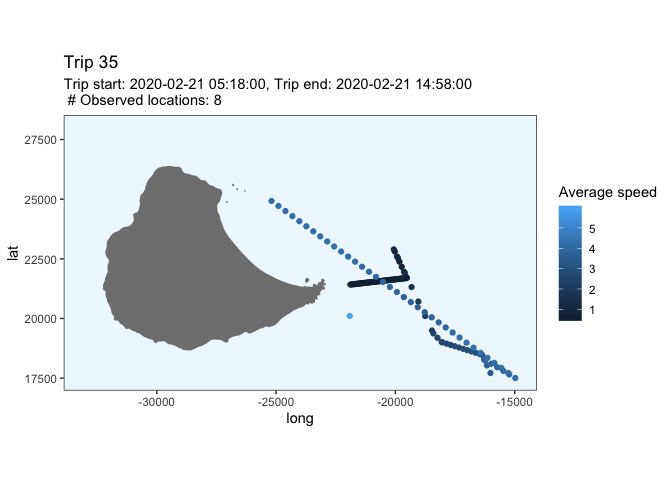 Trip 35
Trip start: 2020-02-21 05:18:00, Trip end: 2020-02-21 14:58:00
# Observed locations: 8
27500
25000
22500
20000
17500
lat
-30000
-25000
-20000
-15000
long
Average speed
5
4
3
2
1